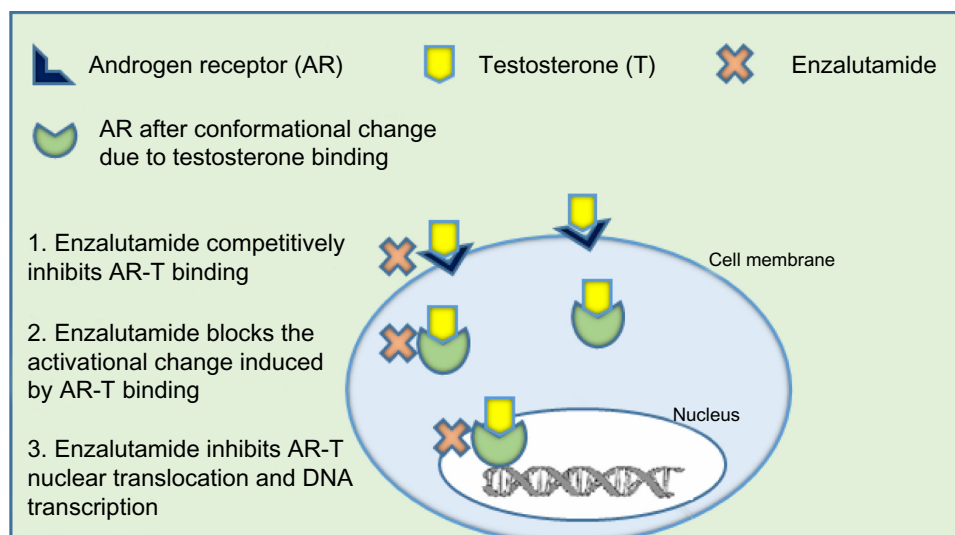 Androgen receptor (AR)
Testosterone (T)
Enzalutamide
AR after conformational change
due to testosterone binding
1. Enzalutamide competitively
inhibits AR-T binding
Cell membrane
2. Enzalutamide blocks the
activational change induced
by AR-T binding
Nucleus
3. Enzalutamide inhibits AR-T
nuclear translocation and DNA
transcription